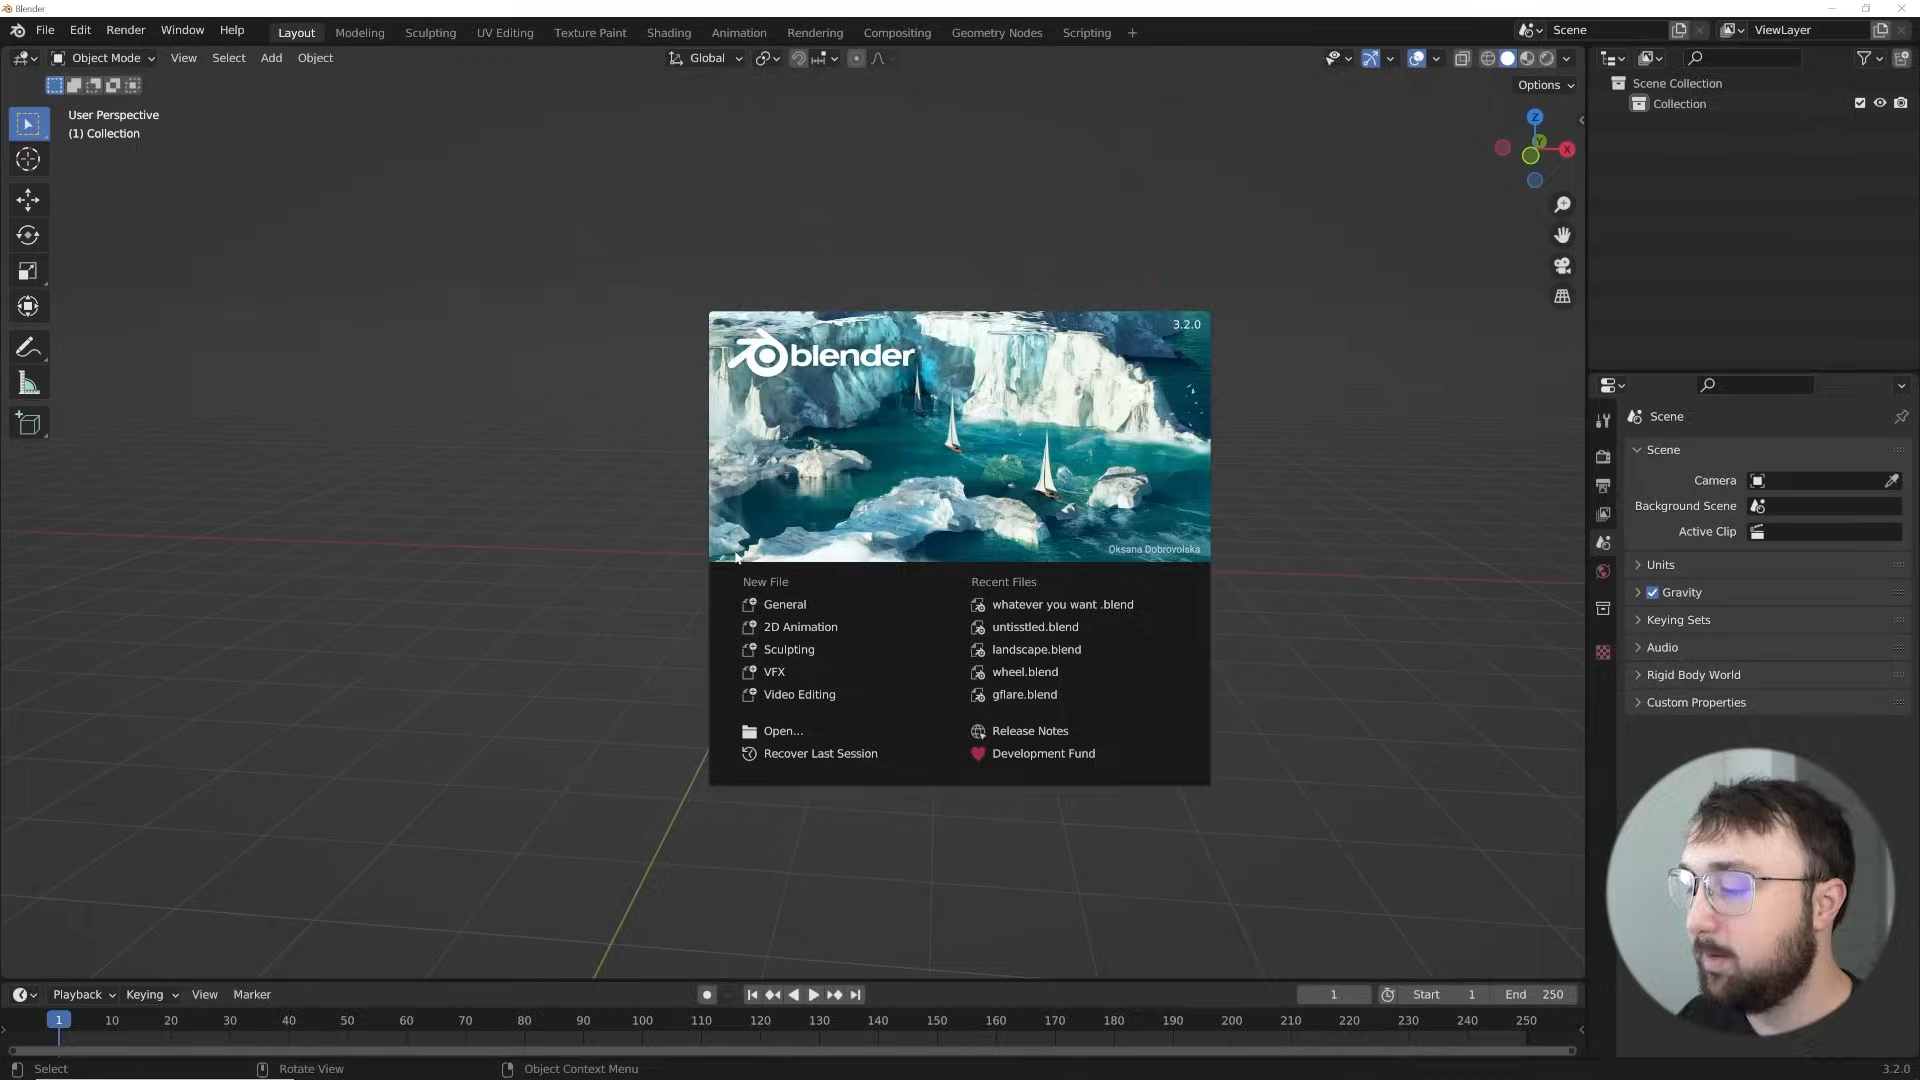 Blender
File Edit Render Window Help Layout Modeling Sculpting UV Editing Texture Paint Shading Animation Rendering Compositing Geometry Nodes Scripting + Scene ViewLayer
Object Mode View Select Add Object Global
Options
User Perspective
(1) Collection
Z
Y
X
Scene Collection
Collection
3.2.0
blender
Oksana Dobrovolska
New File
General
2D Animation
Sculpting
VFX
Video Editing
Open...
Recover Last Session
Recent Files
whatever you want .blend
untisstled.blend
landscape.blend
wheel.blend
gflare.blend
Release Notes
Development Fund
Scene
Scene
Camera
Background Scene
Active Clip
Units
Gravity
Keying Sets
Audio
Rigid Body World
Custom Properties
Playback Keying View Marker 1 Start 1 End 250
1 10 20 30 40 50 60 70 80 90 100 110 120 130 140 150 160 170 180 190 200 210 220 230 240 250
Select Rotate View Object Context Menu 3.2.0